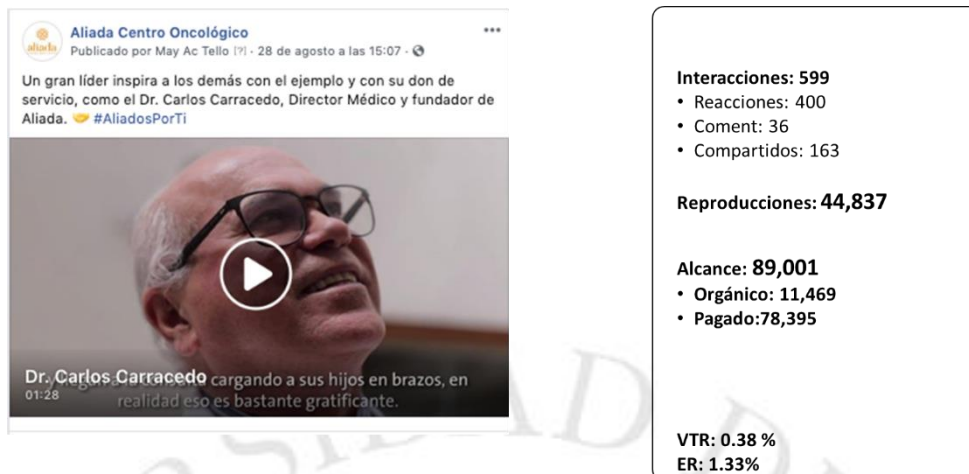 Aliada Centro Oncológico
aliada
Publicado por May Ac Tello [?] · 28 de agosto a las 15:07 ·
Un gran líder inspira a los demás con el ejemplo y con su don de
servicio, como el Dr. Carlos Carracedo, Director Médico y fundador de
Aliada. #AliadosPorTi
Dr. Carlos Carracedo
cargando a sus hijos en brazos, en
01:28
realidad eso es bastante gratificante.
Interacciones: 599
• Reacciones: 400
• Coment: 36
• Compartidos: 163
Reproducciones: 44,837
Alcance: 89,001
• Orgánico: 11,469
• Pagado:78,395
VTR: 0.38 %
ER: 1.33%